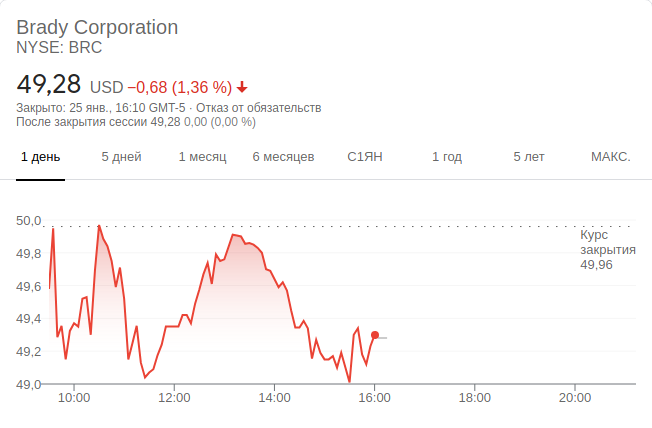 Brady Corporation
NYSE: BRC
49,28 USD −0,68 (1,36 %)
Закрыто: 25 янв., 16:10 GMT-5 · Отказ от обязательств
После закрытия сессии 49,28 0,00 (0,00 %)
1 день 5 дней 1 месяц 6 месяцев С1ЯН 1 год 5 лет МАКС.
50,0
Курс
закрытия
49,96
49,8
49,6
49,4
49,2
49,0
10:00 12:00 14:00 16:00 18:00 20:00